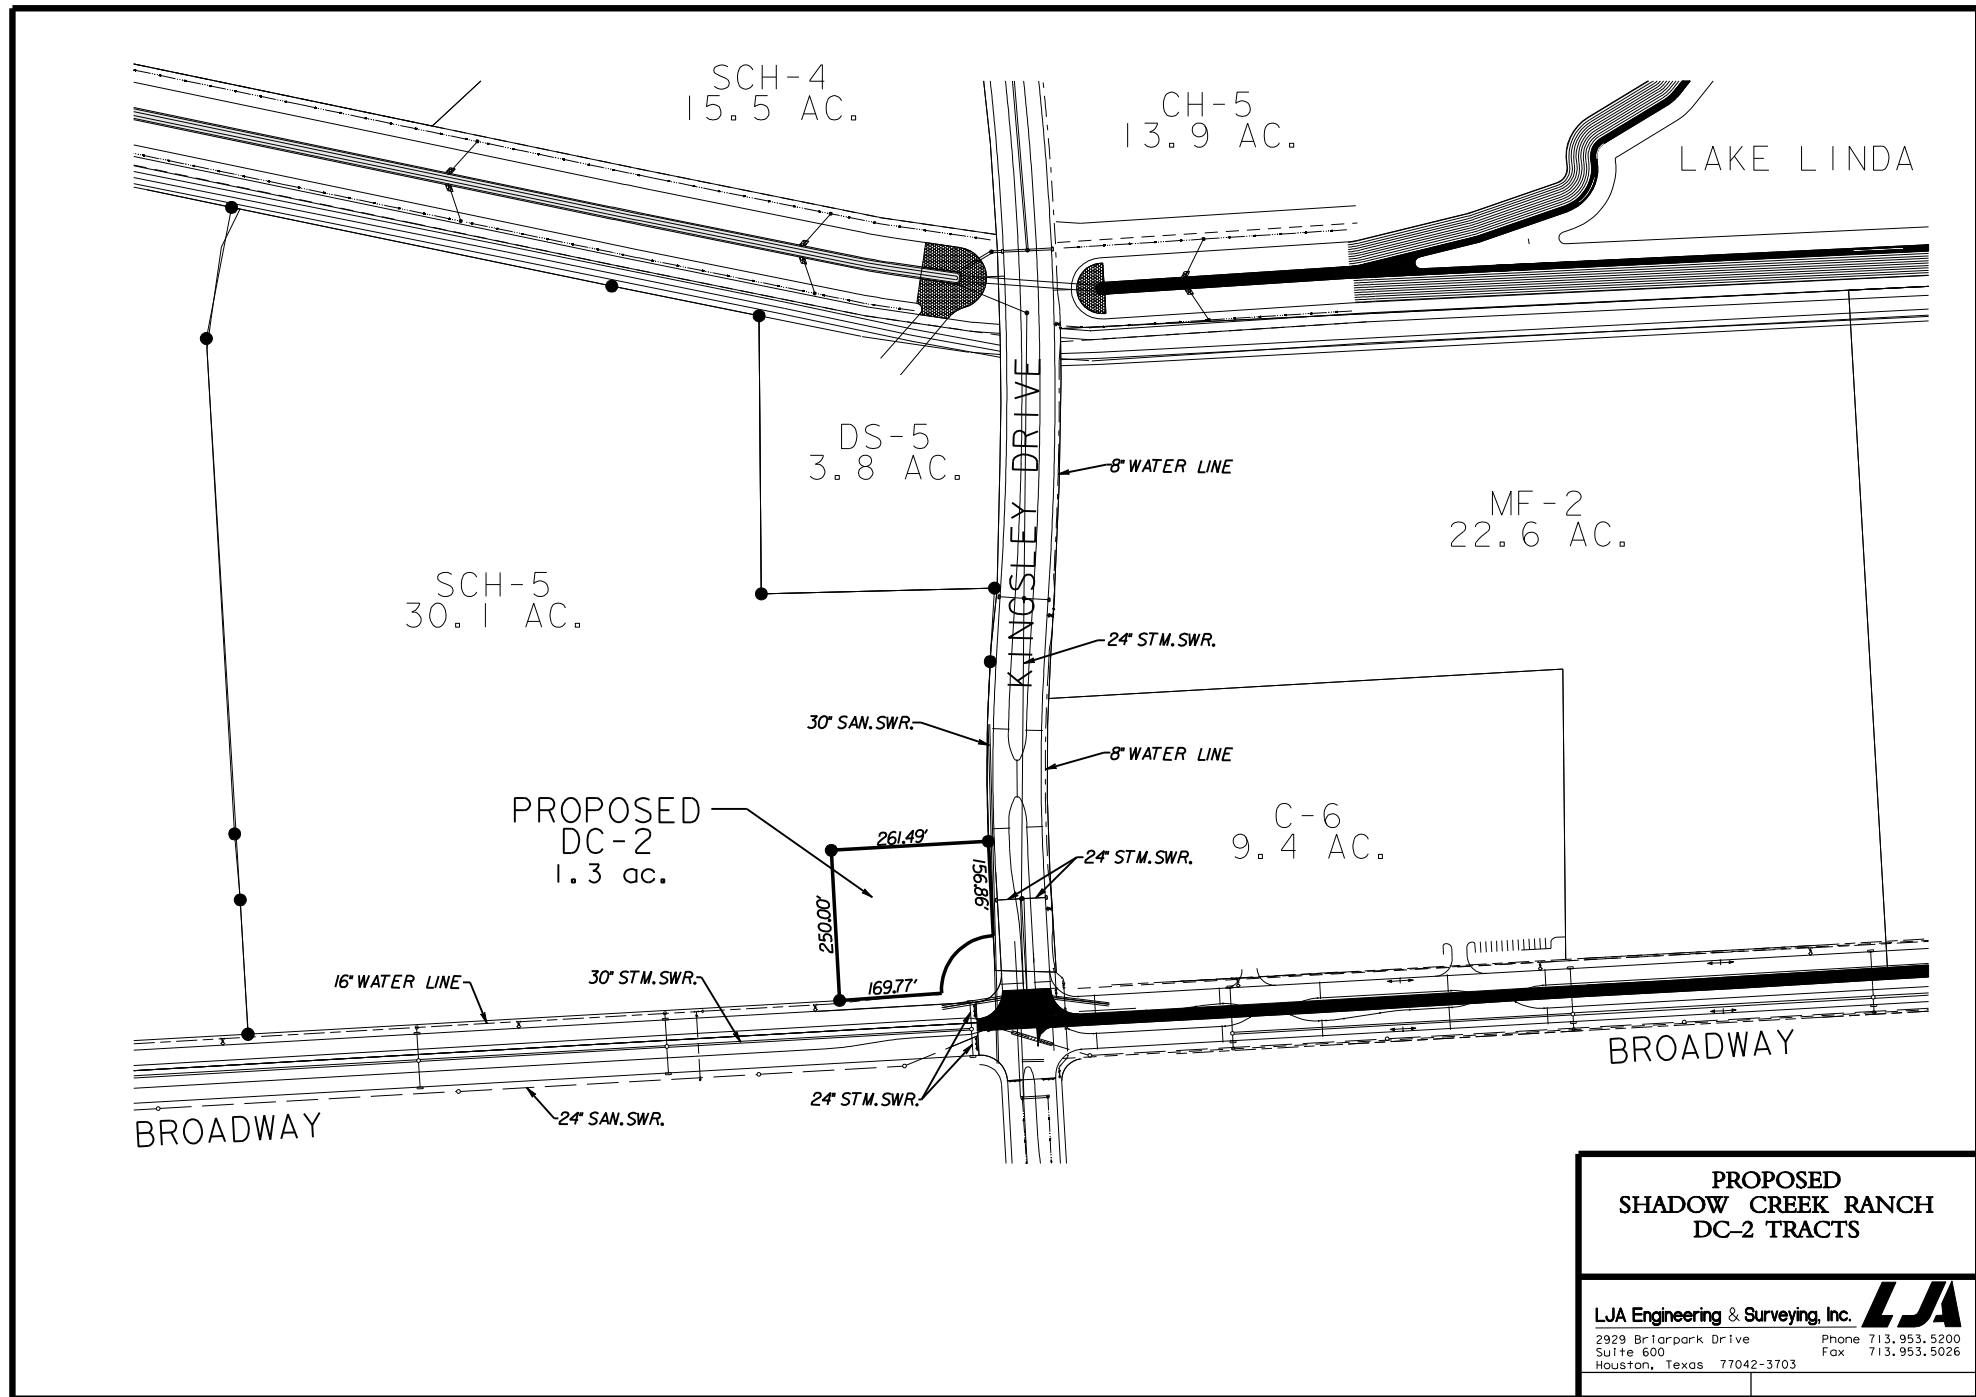 SCH-4
15.5 AC.
CH-5
13.9 AC.
LAKE LINDA
KINGSLEY DRIVE
DS-5
3.8 AC.
8" WATER LINE
MF-2
22.6 AC.
SCH-5
30.1 AC.
24" STM.SWR.
30" SAN.SWR.
8" WATER LINE
PROPOSED
DC-2
1.3 ac.
261.49'
156.86'
250.00'
169.77'
24" STM.SWR.
C-6
9.4 AC.
16" WATER LINE
30" STM.SWR.
24" STM.SWR.
24" SAN.SWR.
BROADWAY
BROADWAY
PROPOSED
SHADOW CREEK RANCH
DC-2 TRACTS
LJA Engineering & Surveying, Inc.
LJA
2929 Briarpark Drive
Suite 600
Houston, Texas 77042-3703
Phone 713.953.5200
Fax 713.953.5026